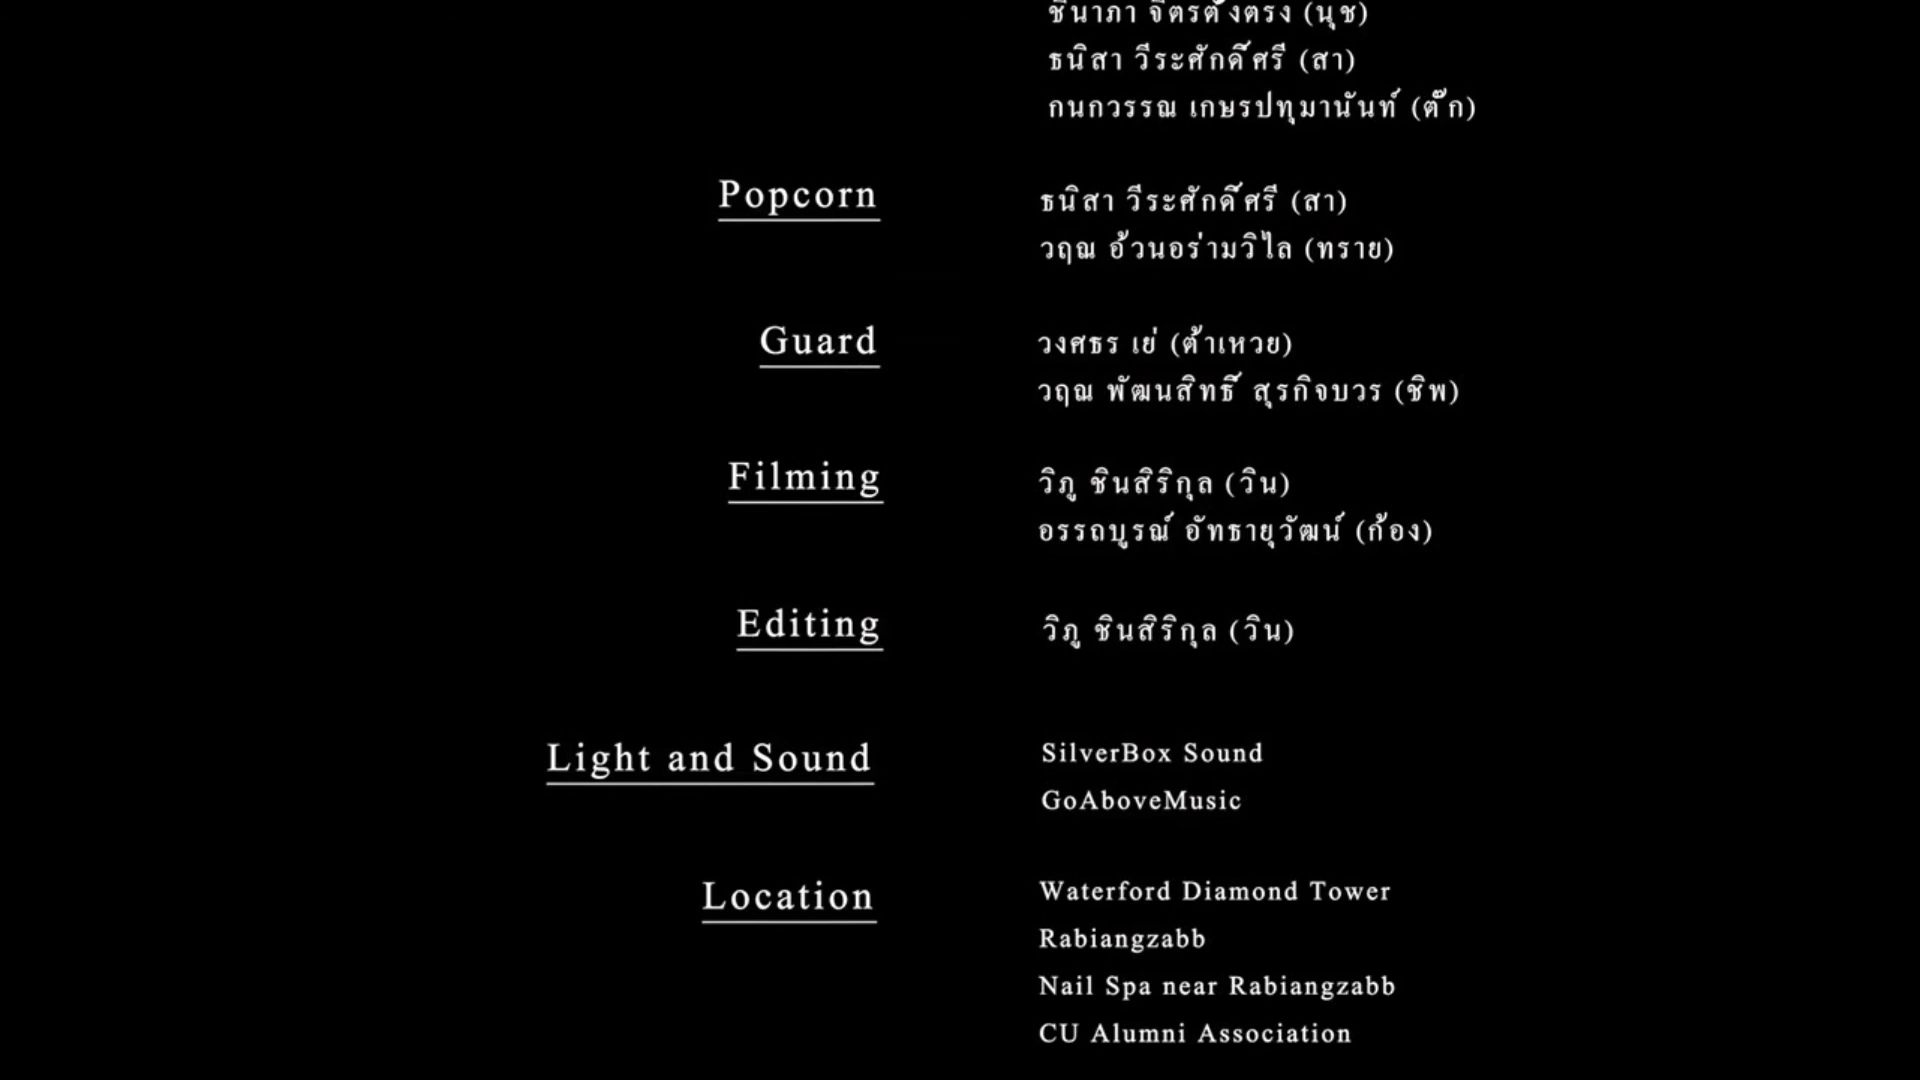 ชินาภา จิตรตั้งตรง (นุช)
ธนิสา วีระศักดิ์ศรี (สา)
กนกวรรณ เกษรปทุมานันท์ (ตั๊ก)
Popcorn
ธนิสา วีระศักดิ์ศรี (สา)
วฤณ อ้วนอร่ามวิไล (ทราย)
Guard
วงศธร เย่ (ต้าเหวย)
วฤณ พัฒนสิทธิ์ สุรกิจบวร (ชิพ)
Filming
วิภู ชินสิริกุล (วิน)
อรรถบูรณ์ อัทธายุวัฒน์ (ก้อง)
Editing
วิภู ชินสิริกุล (วิน)
Light and Sound
SilverBox Sound
GoAboveMusic
Location
Waterford Diamond Tower
Rabiangzabb
Nail Spa near Rabiangzabb
CU Alumni Association